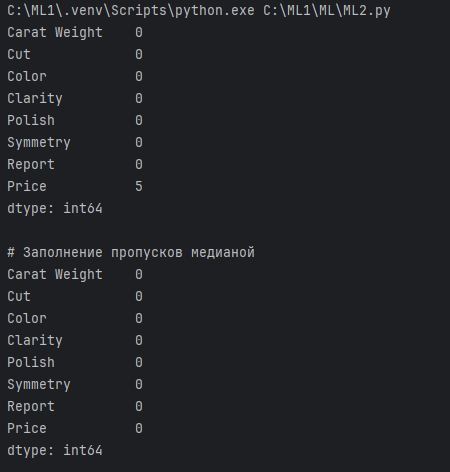 C:\ML1\.venv\Scripts\python.exe C:\ML1\ML\ML2.py
Carat Weight    0
Cut             0
Color           0
Clarity         0
Polish          0
Symmetry        0
Report          0
Price           5
dtype: int64

# Заполнение пропусков медианой
Carat Weight    0
Cut             0
Color           0
Clarity         0
Polish          0
Symmetry        0
Report          0
Price           0
dtype: int64